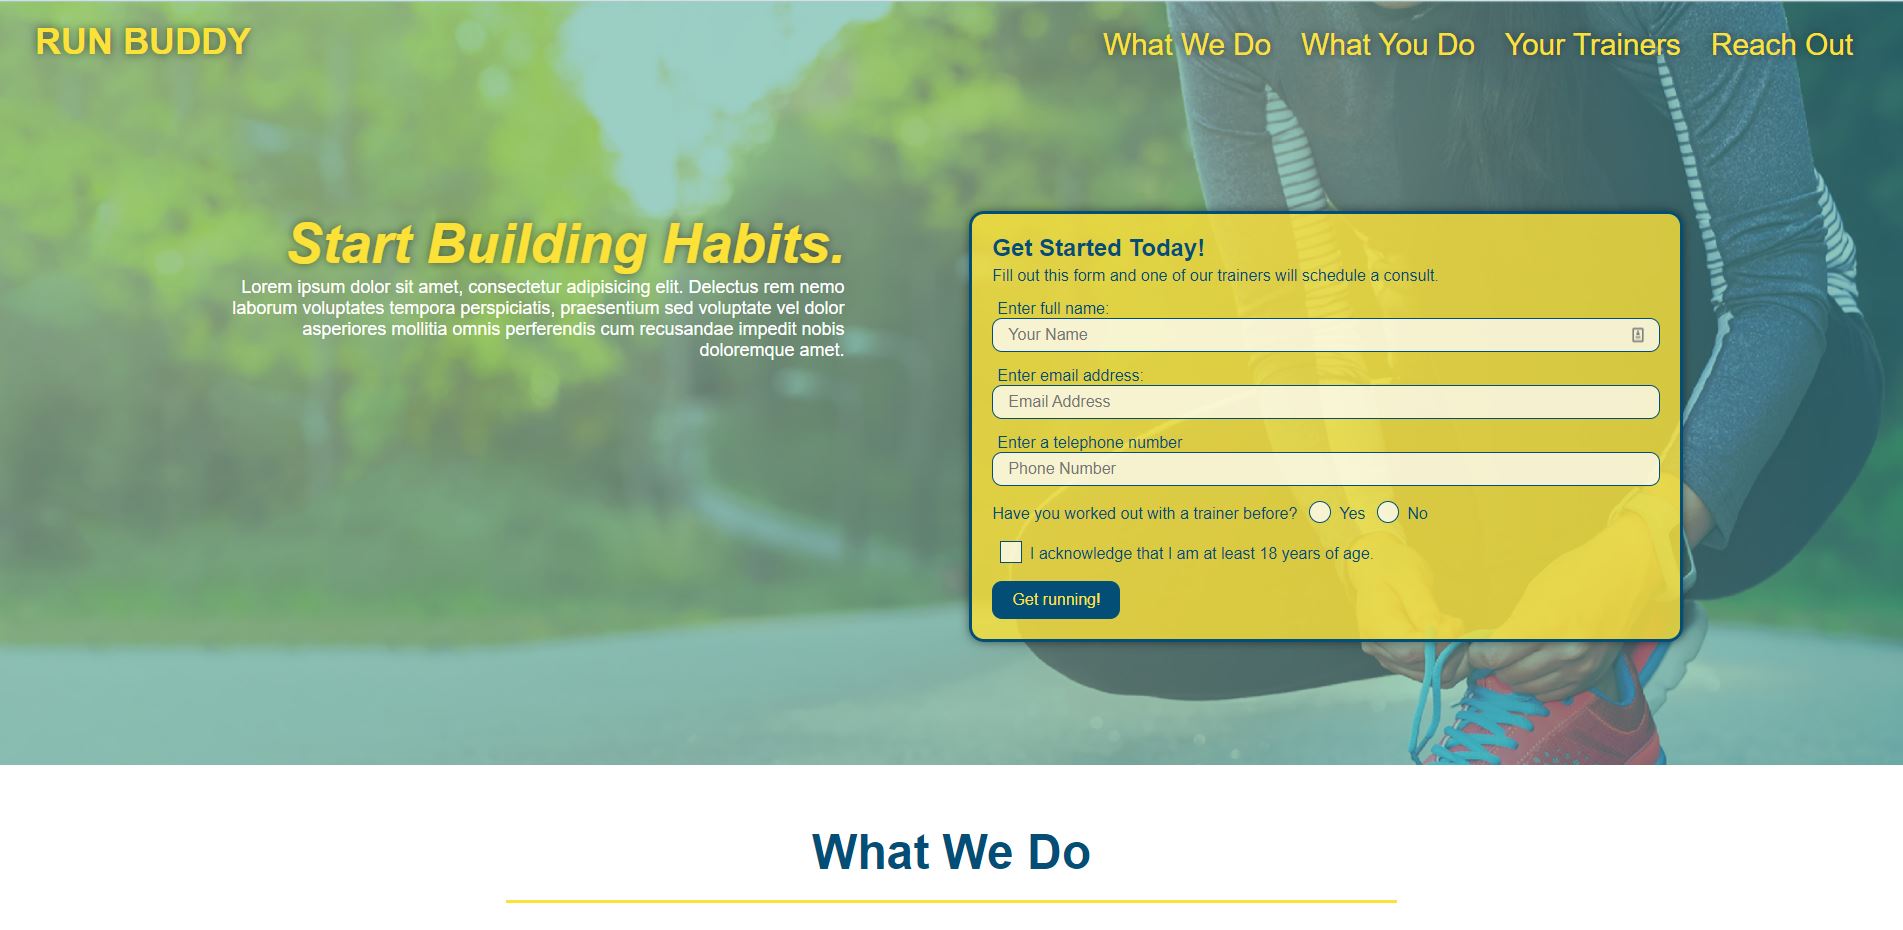 RUN BUDDY
What We Do What You Do Your Trainers Reach Out
Start Building Habits.
Lorem ipsum dolor sit amet, consectetur adipisicing elit. Delectus rem nemo
laborum voluptates tempora perspiciatis, praesentium sed voluptate vel dolor
asperiores mollitia omnis perferendis cum recusandae impedit nobis
doloremque amet.
Get Started Today!
Fill out this form and one of our trainers will schedule a consult.
Enter full name:
Your Name
Enter email address:
Email Address
Enter a telephone number
Phone Number
Have you worked out with a trainer before? Yes No
I acknowledge that I am at least 18 years of age.
Get running!
What We Do